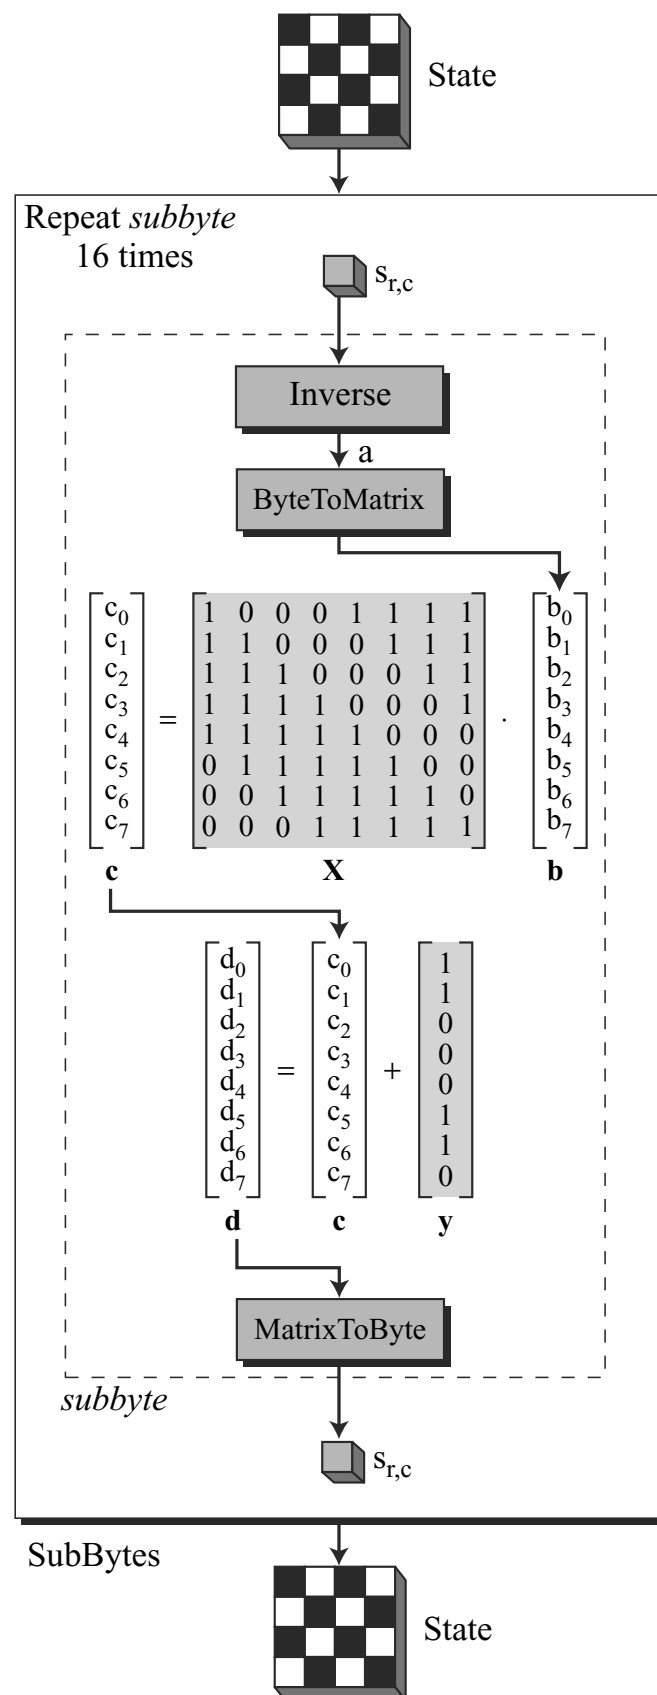 State
Repeat subbyte
16 times
s_r,c
Inverse
a
ByteToMatrix
c_0 1 0 0 0 1 1 1 1 b_0
c_1 1 1 0 0 0 1 1 1 b_1
c_2 1 1 1 0 0 0 1 1 b_2
c_3 = 1 1 1 1 0 0 0 1 · b_3
c_4 1 1 1 1 1 0 0 0 b_4
c_5 0 1 1 1 1 1 0 0 b_5
c_6 0 0 1 1 1 1 1 0 b_6
c_7 0 0 0 1 1 1 1 1 b_7
c X b
d_0 c_0 1
d_1 c_1 1
d_2 c_2 0
d_3 c_3 0
d_4 = c_4 + 0
d_5 c_5 1
d_6 c_6 1
d_7 c_7 0
d c y
MatrixToByte
subbyte
s_r,c
SubBytes
State